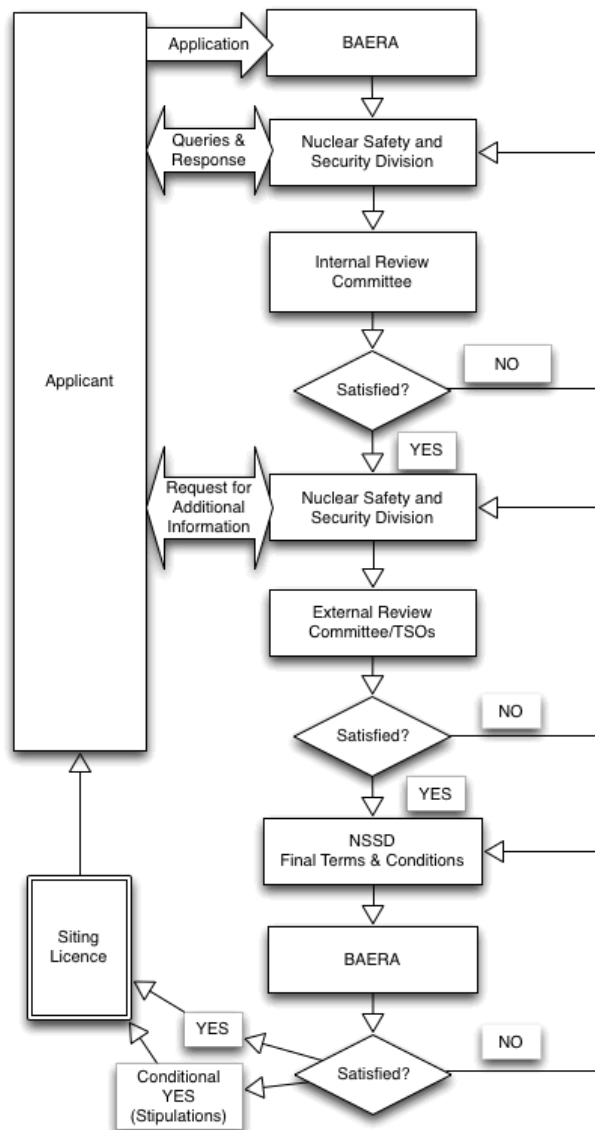 Application
BAERA
Queries &
Response
Nuclear Safety and
Security Division
Internal Review
Committee
Applicant
Satisfied?
NO
YES
Request for
Additional
Information
Nuclear Safety and
Security Division
External Review
Committee/TSOs
Satisfied?
NO
YES
NSSD
Final Terms & Conditions
Siting
Licence
BAERA
YES
Conditional
YES
(Stipulations)
Satisfied?
NO